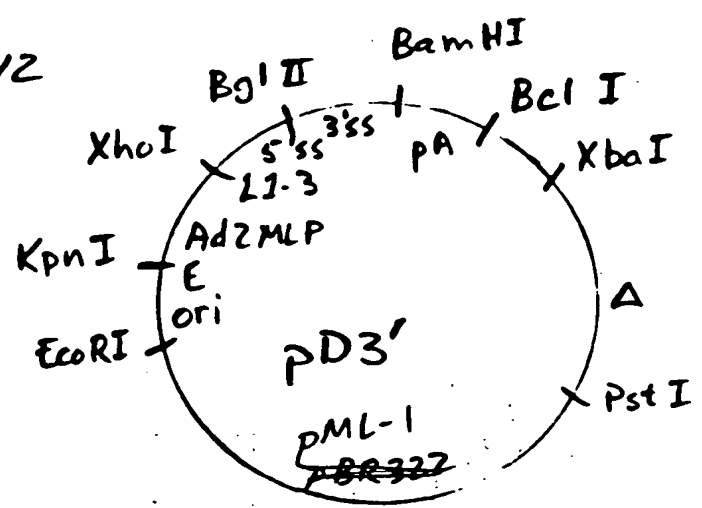 /2
BamHI
Bgl II
Bcl I
3'ss
XhoI
5'ss
pA
XbaI
L1-3
Ad2MLP
KpnI
E
ori
Δ
EcoRI
pD3'
PstI
pML-1
pBR322